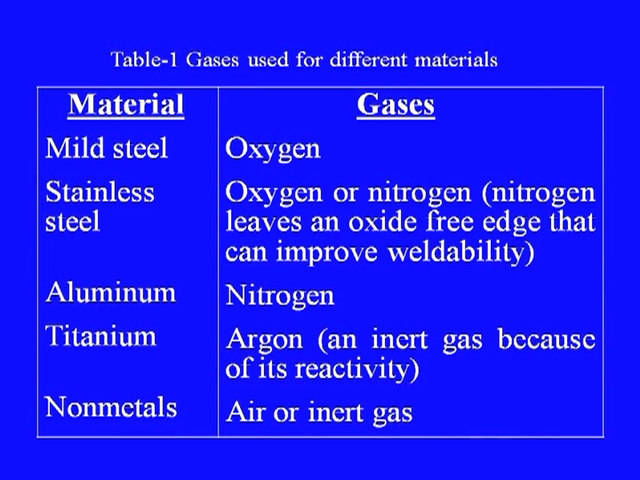 Table-1 Gases used for different materials
Material Gases
Mild steel Oxygen
Stainless steel Oxygen or nitrogen (nitrogen
leaves an oxide free edge that
can improve weldability)
Aluminum Nitrogen
Titanium Argon (an inert gas because
of its reactivity)
Nonmetals Air or inert gas